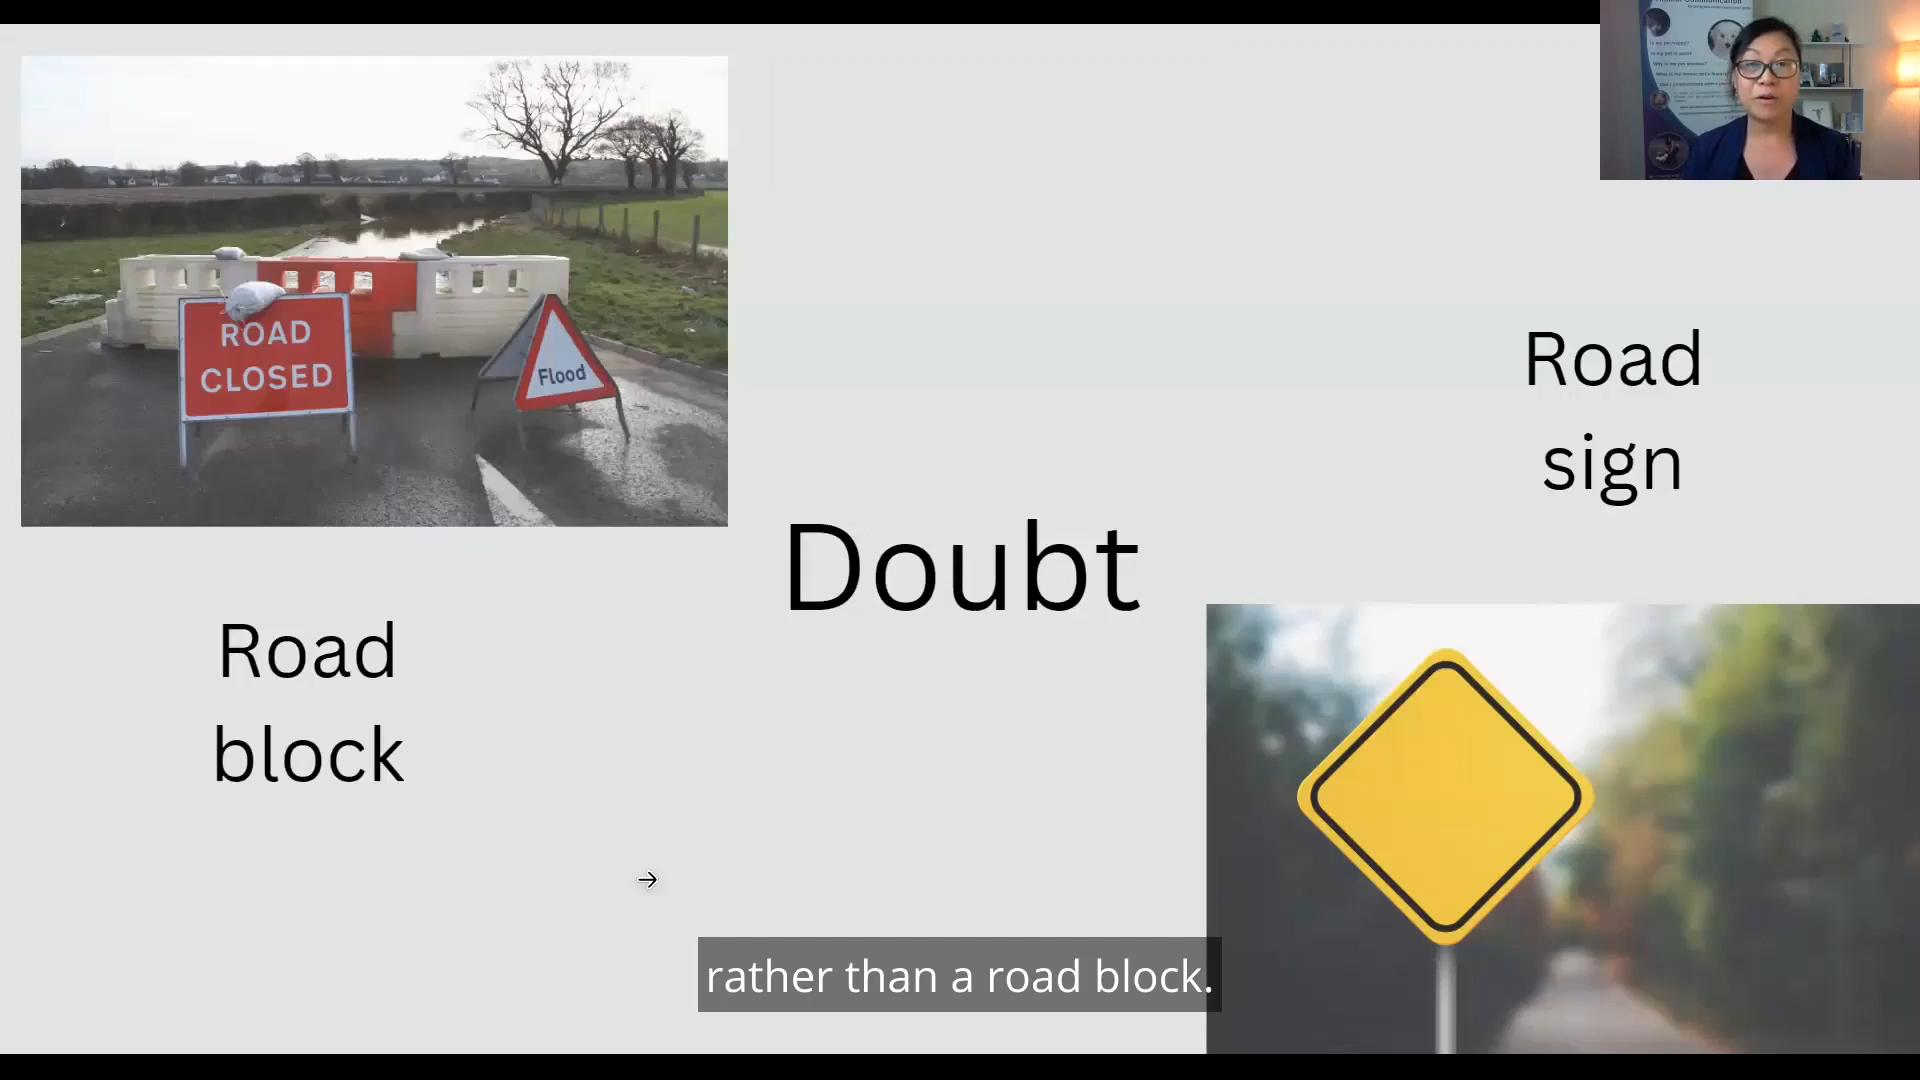 ROAD
CLOSED
Flood
Road
sign
Doubt
Road
block
rather than a road block.